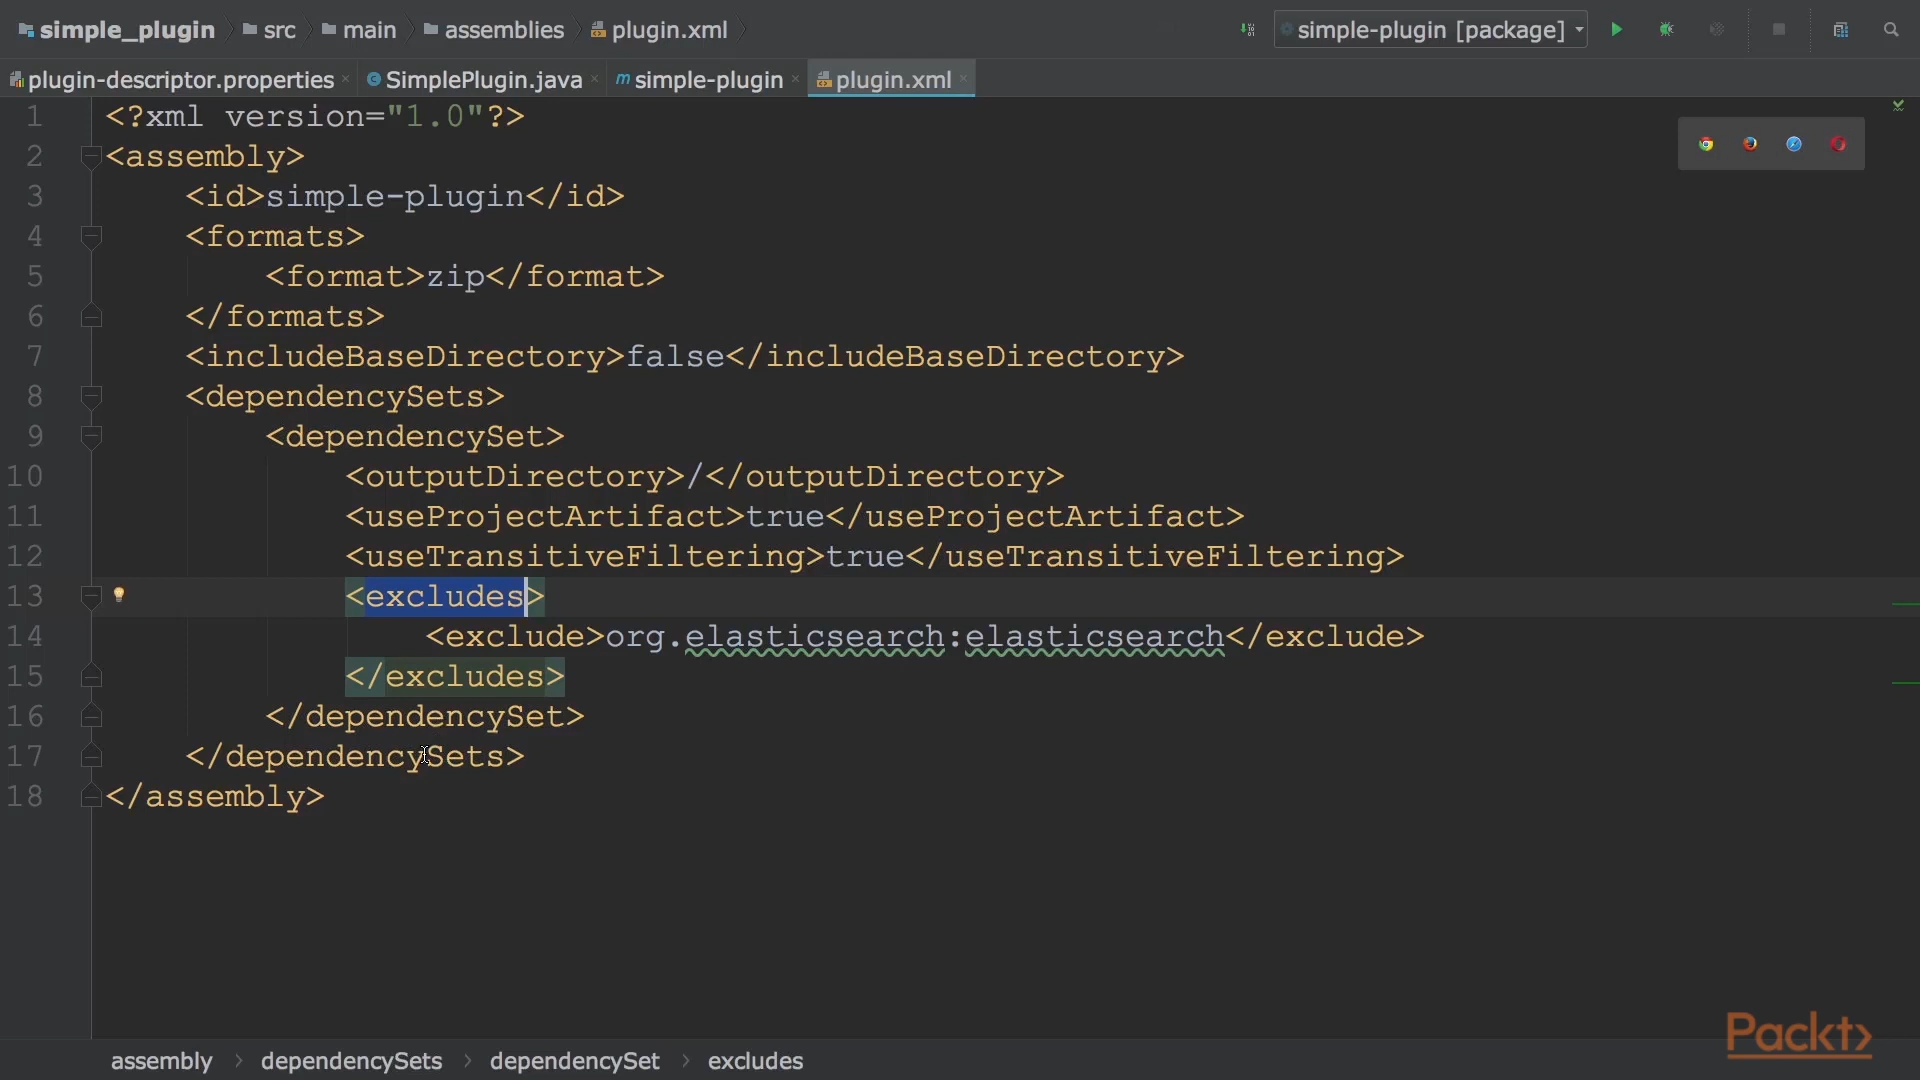 simple_plugin src main assemblies plugin.xml simple-plugin [package]
plugin-descriptor.properties SimplePlugin.java simple-plugin plugin.xml
1 <?xml version="1.0"?>
2 <assembly>
3 <id>simple-plugin</id>
4 <formats>
5 <format>zip</format>
6 </formats>
7 <includeBaseDirectory>false</includeBaseDirectory>
8 <dependencySets>
9 <dependencySet>
10 <outputDirectory>/</outputDirectory>
11 <useProjectArtifact>true</useProjectArtifact>
12 <useTransitiveFiltering>true</useTransitiveFiltering>
13 <excludes>
14 <exclude>org.elasticsearch:elasticsearch</exclude>
15 </excludes>
16 </dependencySet>
17 </dependencySets>
18 </assembly>
Packt>
assembly > dependencySets > dependencySet > excludes